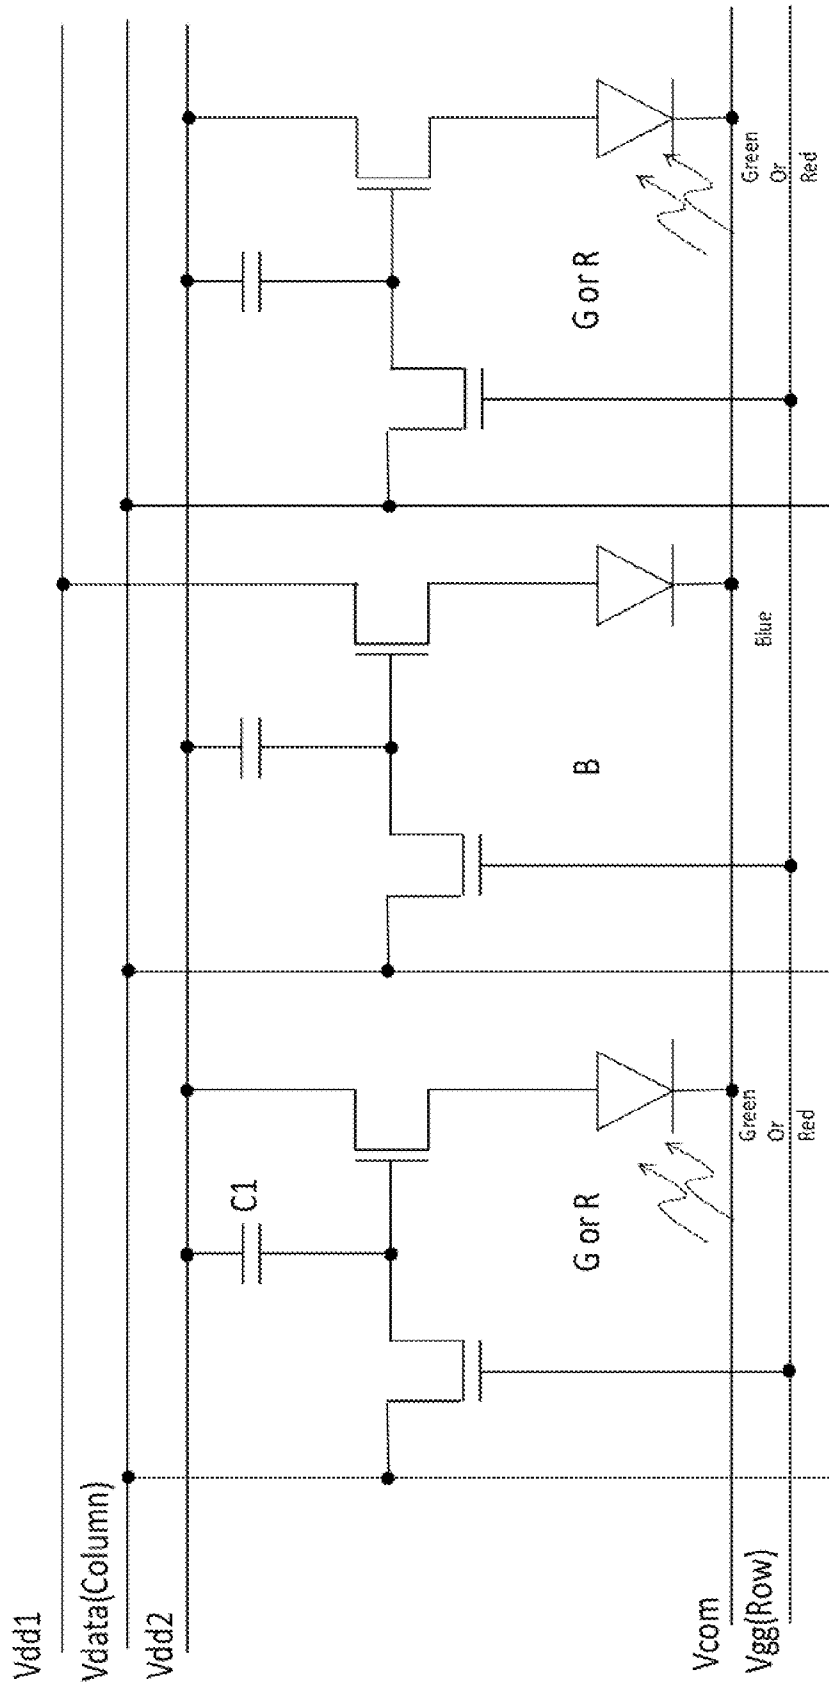 Vdd1
Vdata(Column)
Vdd2
C1
G or R
B
G or R
Green
Or
Red
Blue
Green
Or
Red
Vcom
Vgg(Row)